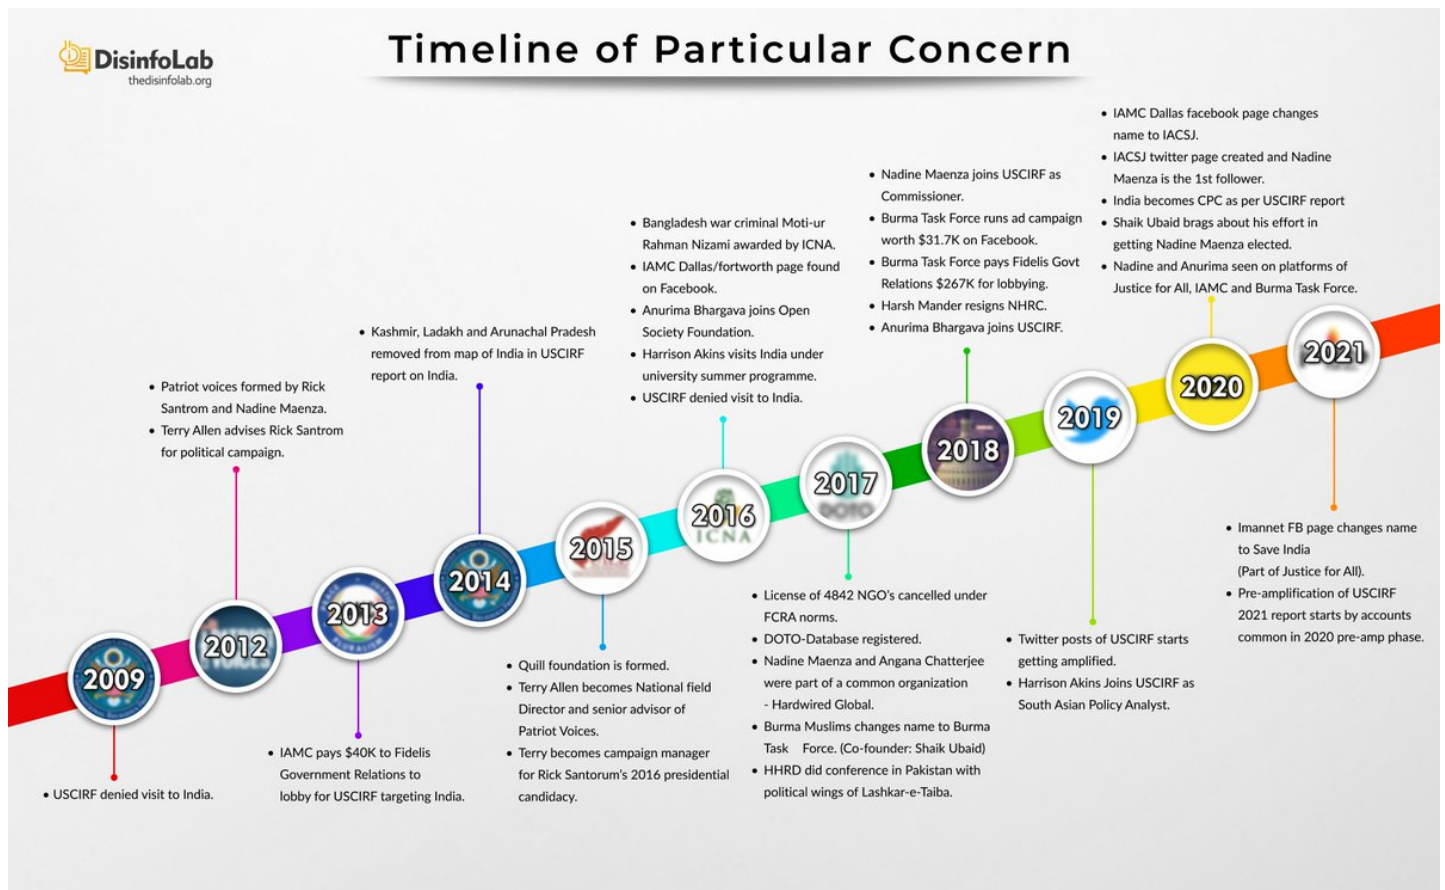 DisinfoLab
thedisinfolab.org
Timeline of Particular Concern
2009
• USCIRF denied visit to India.
• Patriot voices formed by Rick
Santrom and Nadine Maenza.
• Terry Allen advises Rick Santrom
for political campaign.
2012
2013
• IAMC pays $40K to Fidelis
Government Relations to
lobby for USCIRF targeting India.
• Kashmir, Ladakh and Arunachal Pradesh
removed from map of India in USCIRF
report on India.
2014
2015
• Quill foundation is formed.
• Terry Allen becomes National field
Director and senior advisor of
Patriot Voices.
• Terry becomes campaign manager
for Rick Santorum's 2016 presidential
candidacy.
• Bangladesh war criminal Moti-ur
Rahman Nizami awarded by ICNA.
• IAMC Dallas/fortworth page found
on Facebook.
• Anurima Bhargava joins Open
Society Foundation.
• Harrison Akins visits India under
university summer programme.
• USCIRF denied visit to India.
2016
ICNA
2017
DOTO
• License of 4842 NGO's cancelled under
FCRA norms.
• DOTO-Database registered.
• Nadine Maenza and Angana Chatterjee
were part of a common organization
- Hardwired Global.
• Burma Muslims changes name to Burma
Task Force. (Co-founder: Shaik Ubaid)
• HHRD did conference in Pakistan with
political wings of Lashkar-e-Taiba.
• Nadine Maenza joins USCIRF as
Commissioner.
• Burma Task Force runs ad campaign
worth $31.7K on Facebook.
• Burma Task Force pays Fidelis Govt
Relations $267K for lobbying.
• Harsh Mander resigns NHRC.
• Anurima Bhargava joins USCIRF.
2018
2019
• Twitter posts of USCIRF starts
getting amplified.
• Harrison Akins Joins USCIRF as
South Asian Policy Analyst.
• IAMC Dallas facebook page changes
name to IACSJ.
• IACSJ twitter page created and Nadine
Maenza is the 1st follower.
• India becomes CPC as per USCIRF report
• Shaik Ubaid brags about his effort in
getting Nadine Maenza elected.
• Nadine and Anurima seen on platforms of
Justice for All, IAMC and Burma Task Force.
2020
2021
• Imannet FB page changes name
to Save India
(Part of Justice for All).
• Pre-amplification of USCIRF
2021 report starts by accounts
common in 2020 pre-amp phase.